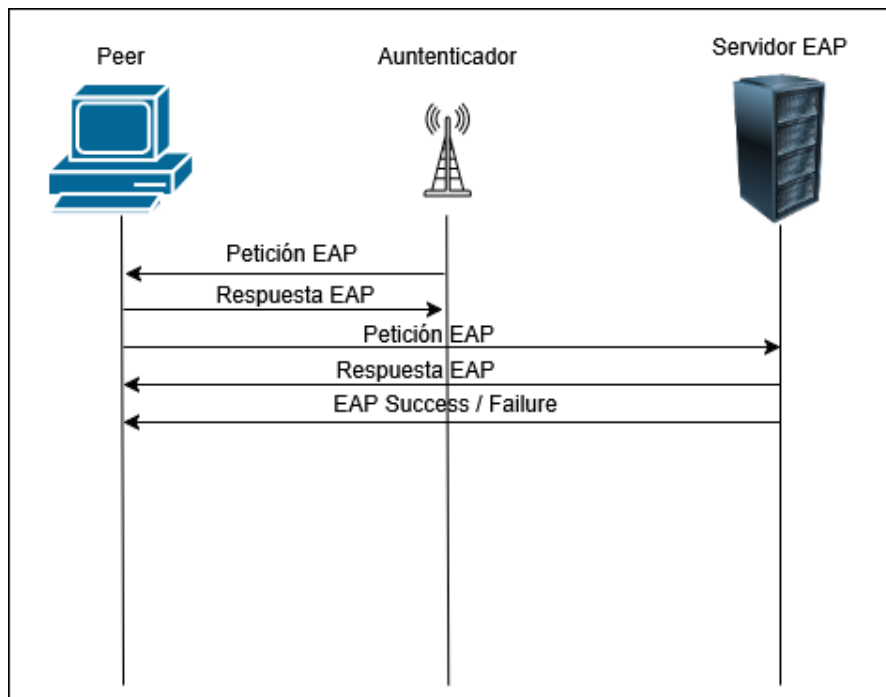 Peer
Auntenticador
Servidor EAP
Petición EAP
Respuesta EAP
Petición EAP
Respuesta EAP
EAP Success / Failure